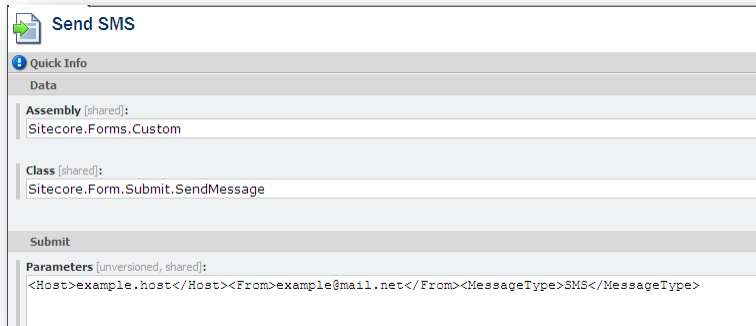 Send SMS
Quick Info
Data
Assembly [shared]:
Sitecore.Forms.Custom
Class [shared]:
Sitecore.Form.Submit.SendMessage
Submit
Parameters [unversioned, shared]:
<Host>example.host</Host><From>example@mail.net</From><MessageType>SMS</MessageType>